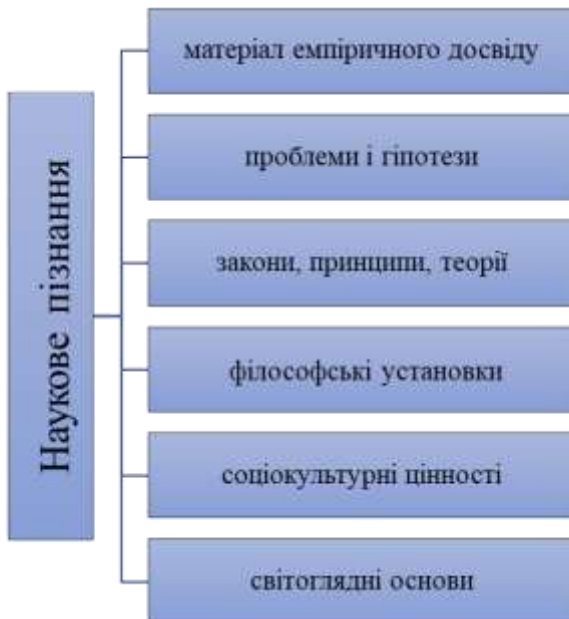 Наукове пізнання
матеріал емпіричного досвіду
проблеми і гіпотези
закони, принципи, теорії
філософські установки
соціокультурні цінності
світоглядні основи